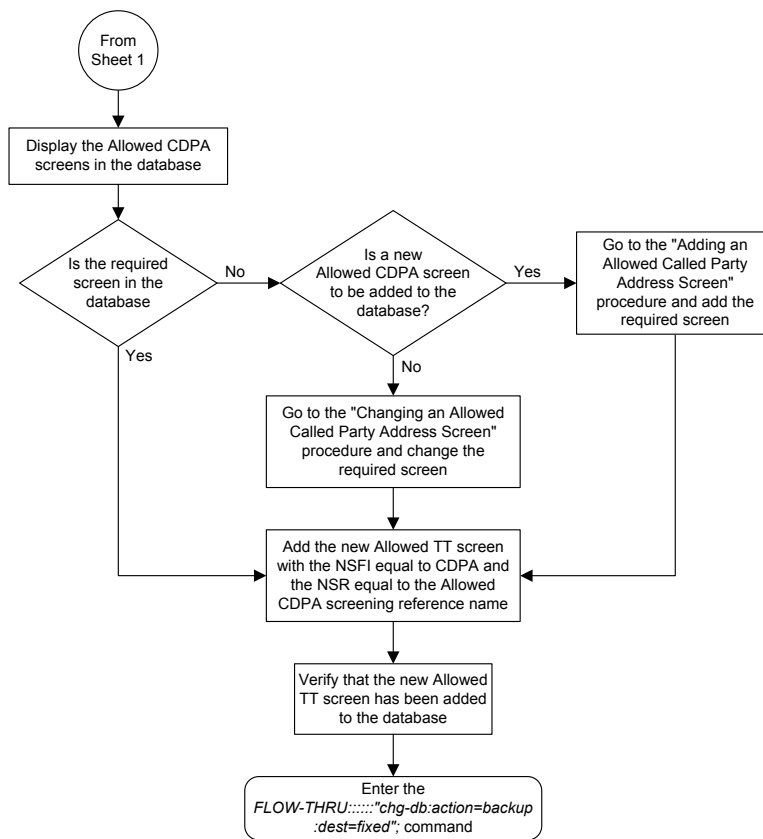 From
Sheet 1
Display the Allowed CDPA
screens in the database
Is the required
screen in the
database
No
Is a new
Allowed CDPA screen
to be added to the
database?
Yes
Go to the "Adding an
Allowed Called Party
Address Screen"
procedure and add the
required screen
Yes
No
Go to the "Changing an Allowed
Called Party Address Screen"
procedure and change the
required screen
Add the new Allowed TT screen
with the NSFI equal to CDPA and
the NSR equal to the Allowed
CDPA screening reference name
Verify that the new Allowed
TT screen has been added
to the database
Enter the
FLOW-THRU::::::"chg-db:action=backup
:dest=fixed"; command